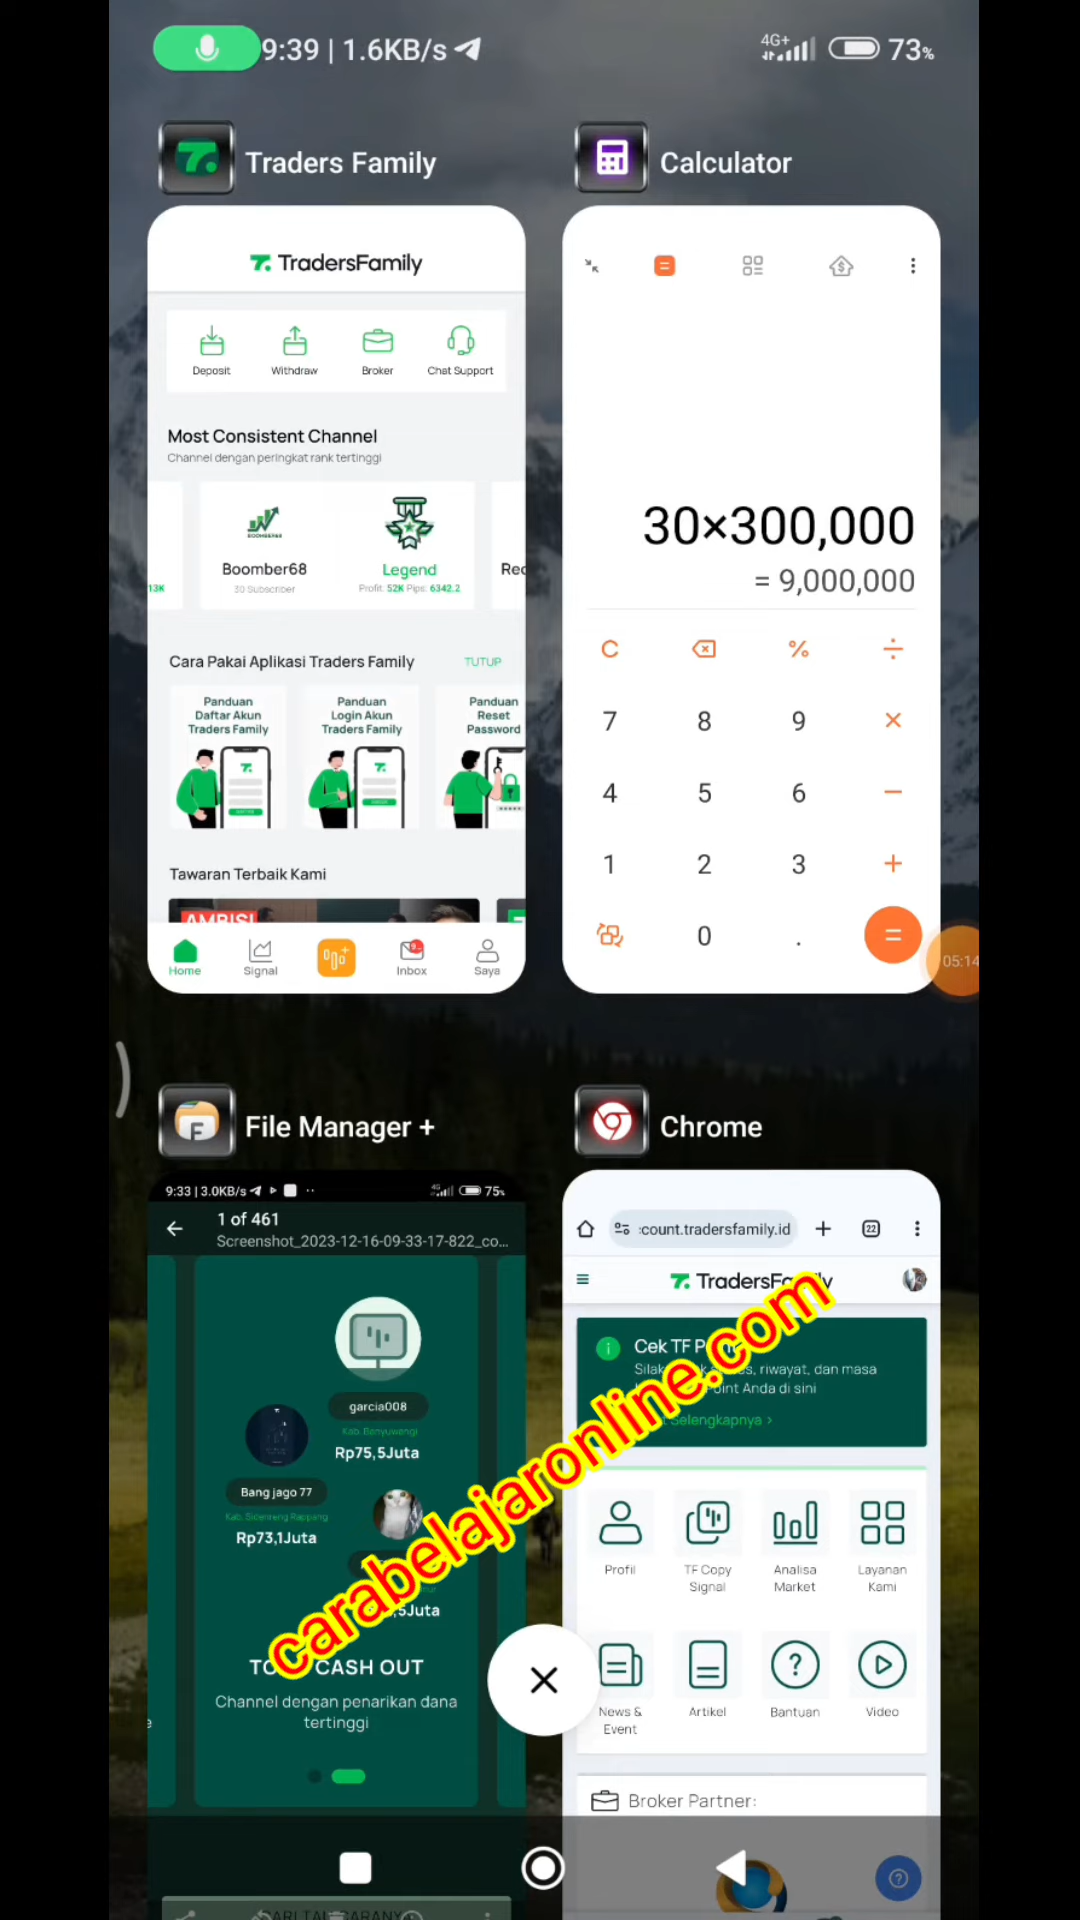 9:39 | 1.6KB/s
4G+
73%
Traders Family
Calculator
TradersFamily
Deposit
Withdraw
Broker
Chat Support
Most Consistent Channel
Channel dengan peringkat rank tertinggi
13K
BOOMBER68
Boomber68
30 Subscriber
Legend
Profit: 52K Pips: 6342.2
Rec
Cara Pakai Aplikasi Traders Family
TUTUP
Panduan
Daftar Akun
Traders Family
Panduan
Login Akun
Traders Family
Panduan
Reset
Password
Tawaran Terbaik Kami
AMBISI
Home
Signal
Inbox
Saya
30×300,000
= 9,000,000
C
%
÷
7
8
9
×
4
5
6
−
1
2
3
+
0
.
=
05:14
File Manager +
Chrome
9:33 | 3.0KB/s
4G
75%
1 of 461
Screenshot_2023-12-16-09-33-17-822_co...
garcia008
Kab. Banyuwangi
Rp75,5Juta
Bang jago 77
Kab. Sidenreng Rappang
Rp73,1Juta
,5Juta
CASH OUT
Channel dengan penarikan dana
tertinggi
:count.tradersfamily.id
22
TradersFamily
Cek TF P
Silak k s s, riwayat, dan masa
oint Anda di sini
Selengkapnya >
Profil
TF Copy
Signal
Analisa
Market
Layanan
Kami
News &
Event
Artikel
Bantuan
Video
Broker Partner:
carabelajaronline.com